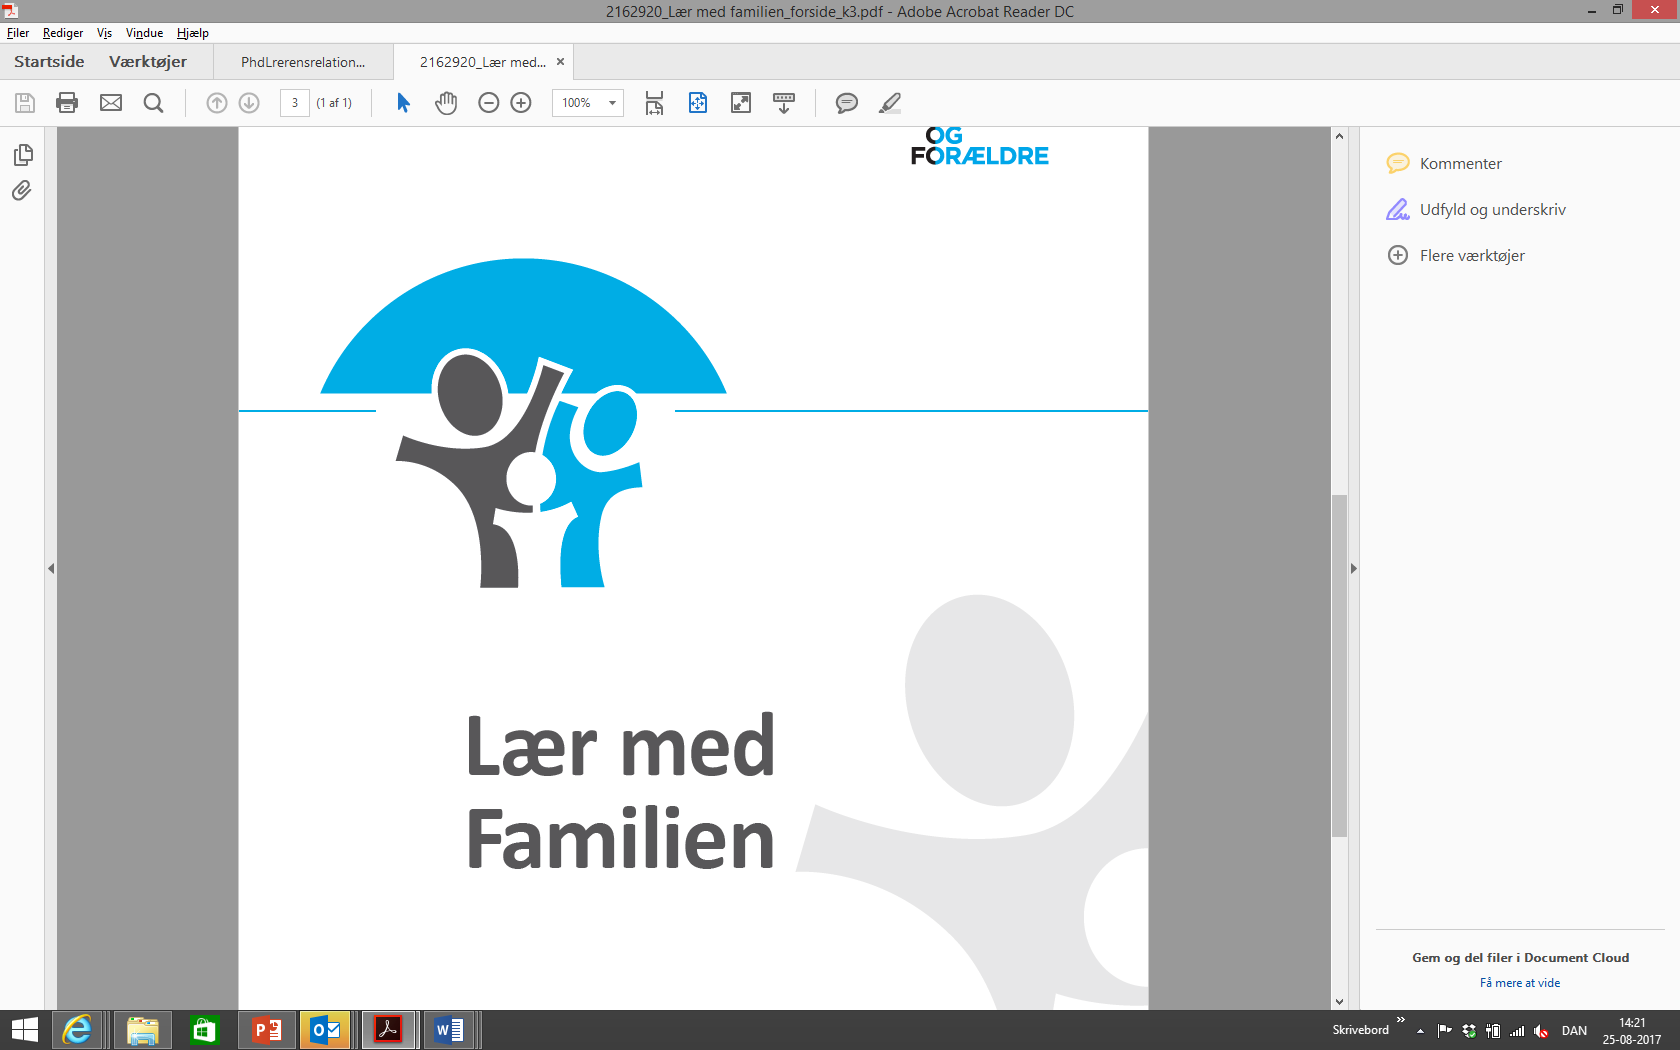 2162920_Lær med familien_forside_k3.pdf - Adobe Acrobat Reader DC
Filer Rediger Vis Vindue Hjælp
Startside Værktøjer PhdLrerensrelation... 2162920_Lær med...
3 (1 af 1) 100%
OG
FORÆLDRE
Kommenter
Udfyld og underskriv
Flere værktøjer
Lær med
Familien
Gem og del filer i Document Cloud
Få mere at vide
Skrivebord DAN 14:21
25-08-2017